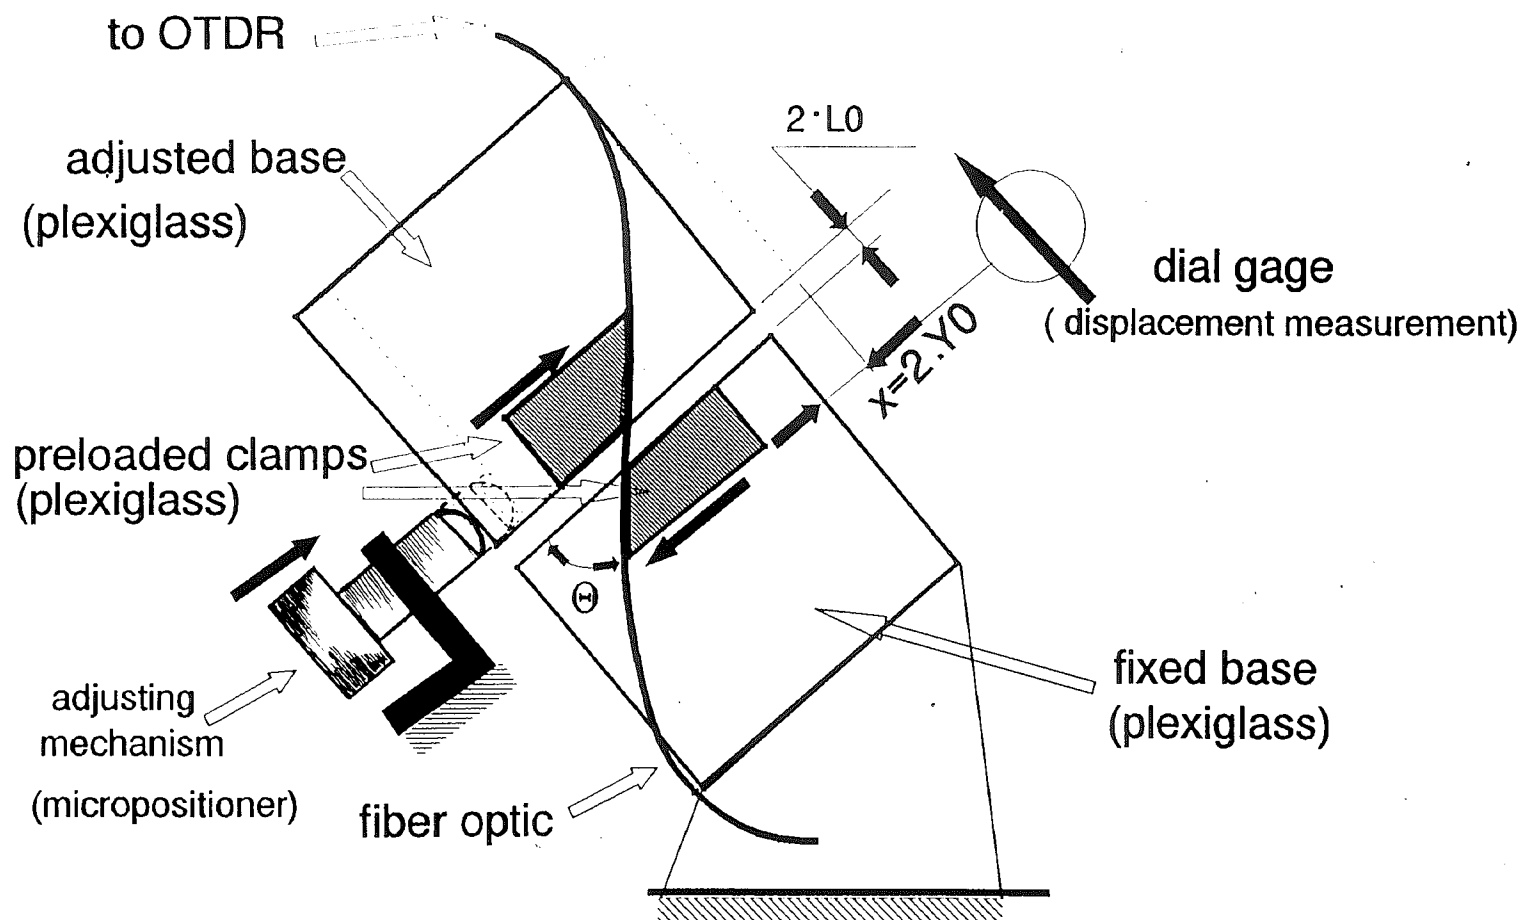 to OTDR
2·L0
adjusted base
(plexiglass)
dial gage
( displacement measurement)
x=2.Y0
preloaded clamps
(plexiglass)
Θ
adjusting
mechanism
(micropositioner)
fiber optic
fixed base
(plexiglass)